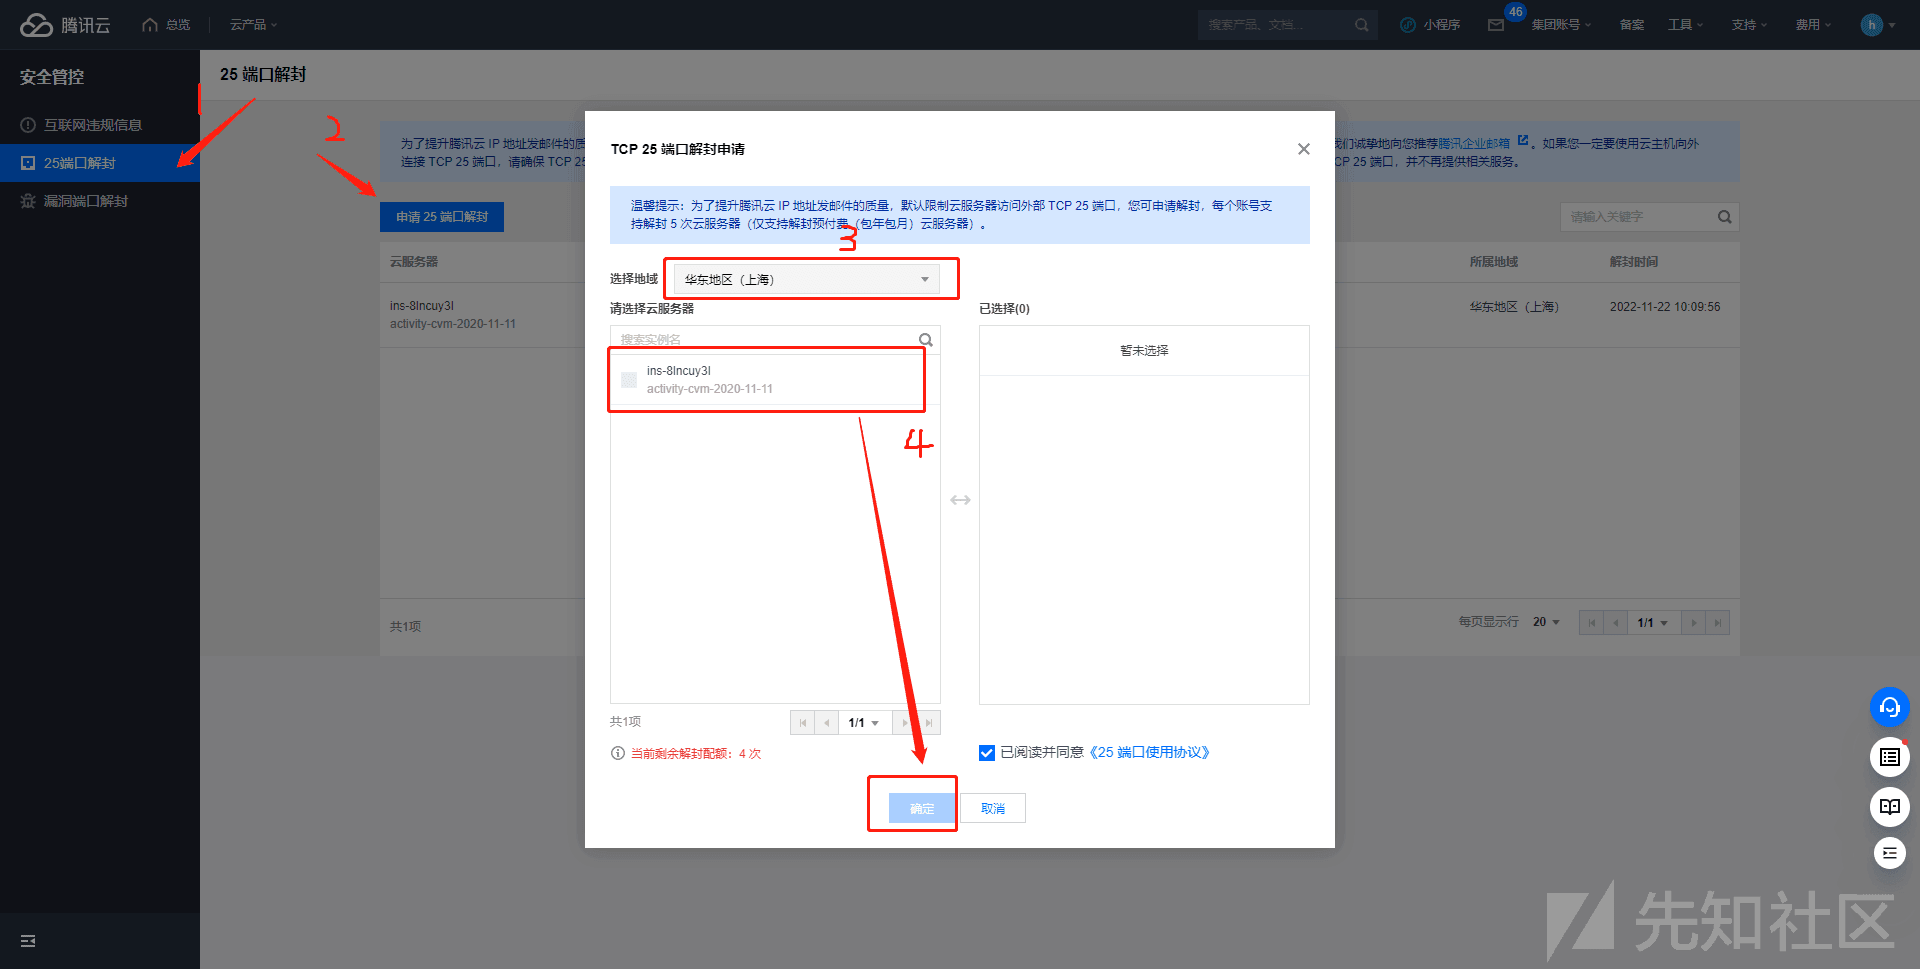 腾讯云 总览 云产品 搜索产品、文档... 小程序 46 集团账号 备案 工具 支持 费用 h
安全管控
互联网违规信息
25端口解封
漏洞端口解封
25 端口解封
1
2
为了提升腾讯云 IP 地址发邮件的质
我们诚挚地向您推荐腾讯企业邮箱 。如果您一定要使用云主机向外
连接 TCP 25 端口，请确保 TCP 25
CP 25 端口，并不再提供相关服务。
申请 25 端口解封
请输入关键字
云服务器
所属地域 解封时间
ins-8lncuy3l
activity-cvm-2020-11-11
华东地区（上海） 2022-11-22 10:09:56
共1项
每页显示行 20 1/1
TCP 25 端口解封申请
温馨提示：为了提升腾讯云 IP 地址发邮件的质量，默认限制云服务器访问外部 TCP 25 端口，您可申请解封，每个账号支
持解封 5 次云服务器（仅支持解封预付费（包年包月）云服务器）。
3
选择地域 华东地区（上海）
请选择云服务器
已选择(0)
搜索实例名
暂未选择
ins-8lncuy3l
activity-cvm-2020-11-11
4
共1项 1/1
当前剩余解封配额：4 次
已阅读并同意《25 端口使用协议》
确定 取消
先知社区